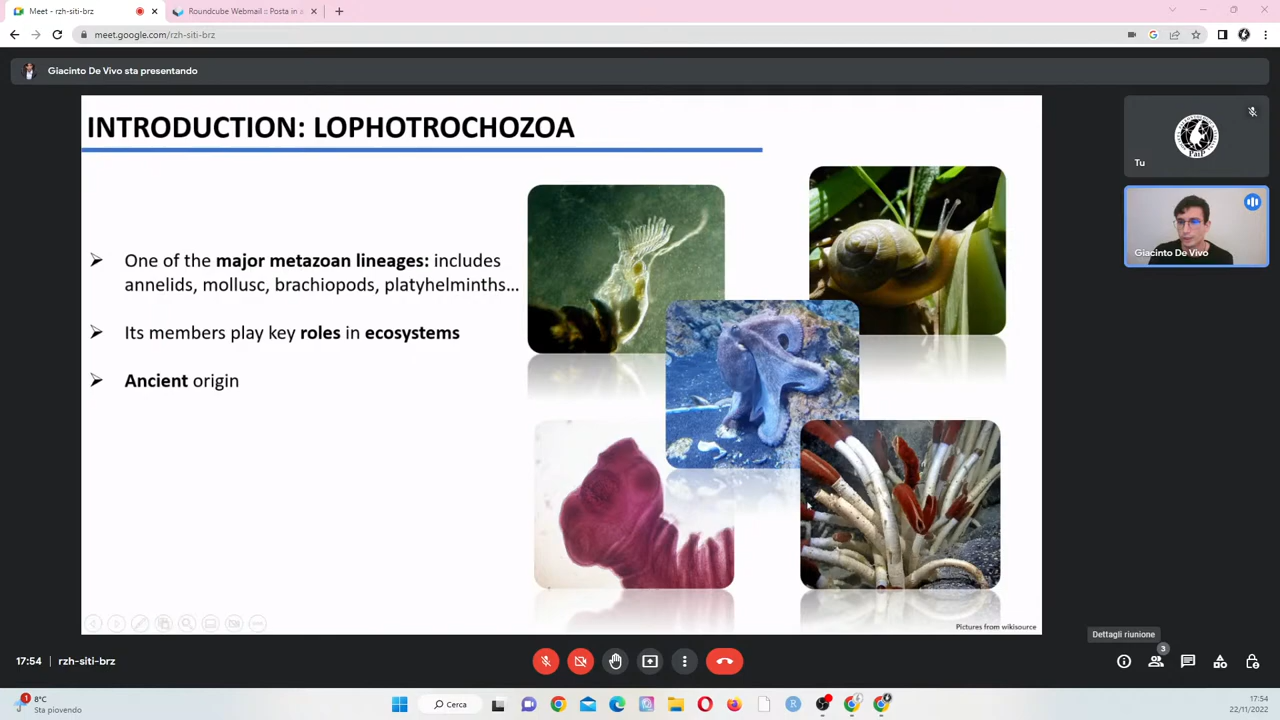 Meet - rzh-siti-brz
Roundcube Webmail :: Posta in a
meet.google.com/rzh-siti-brz
Giacinto De Vivo sta presentando
INTRODUCTION: LOPHOTROCHOZOA
One of the major metazoan lineages: includes
annelids, mollusc, brachiopods, platyhelminths...
Its members play key roles in ecosystems
Ancient origin
Pictures from wikisource
Tu
Giacinto De Vivo
Dettagli riunione
17:54 | rzh-siti-brz
3
1
8°C
Sta piovendo
Cerca
17:54
22/11/2022